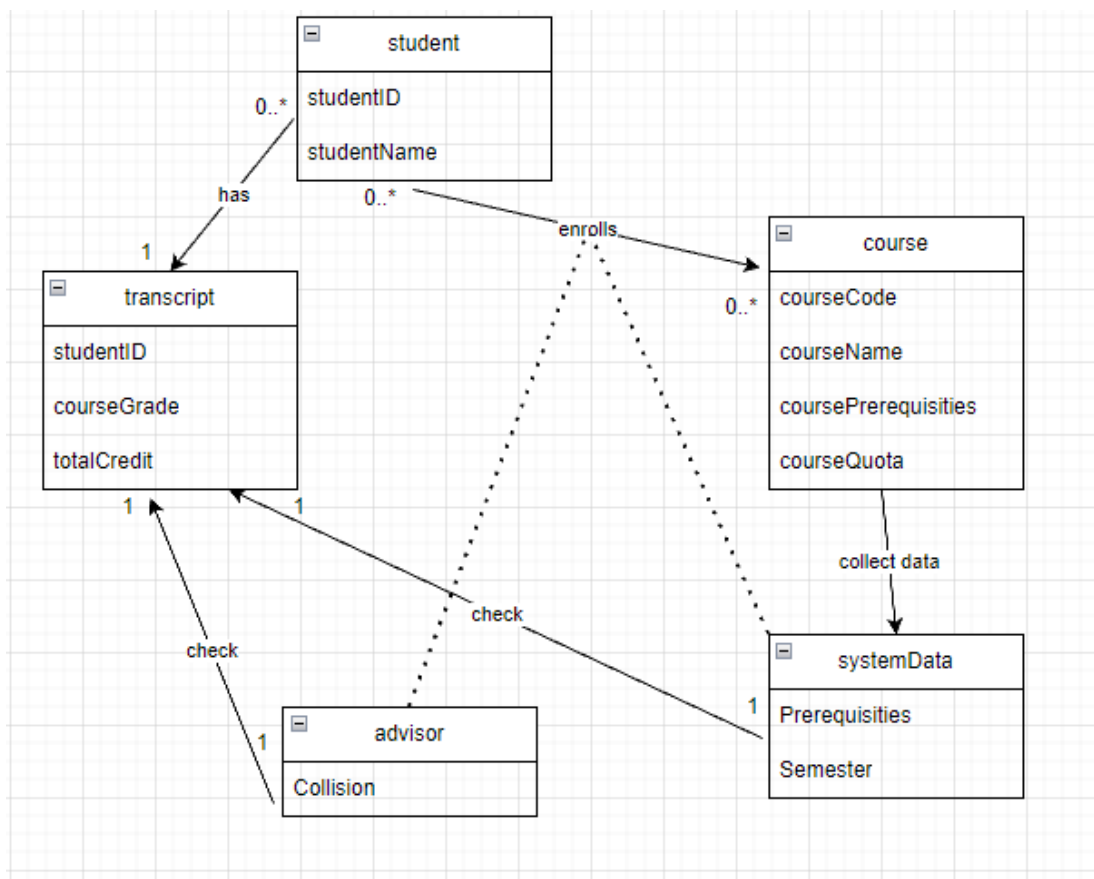 student
studentID
0..*
studentName
0..*
has
enrolls
course
1
transcript
courseCode
0..*
studentID
courseName
courseGrade
coursePrerequisities
totalCredit
courseQuota
1
1
collect data
check
check
systemData
1
Prerequisities
advisor
1
Semester
Collision